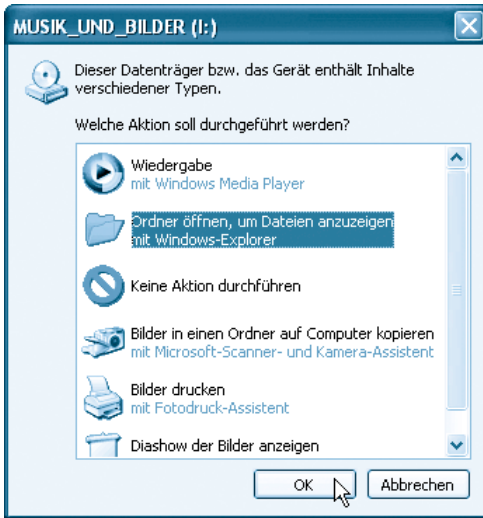 MUSIK_UND_BILDER (I:)
Dieser Datenträger bzw. das Gerät enthält Inhalte
verschiedener Typen.
Welche Aktion soll durchgeführt werden?
Wiedergabe
mit Windows Media Player
Ordner öffnen, um Dateien anzuzeigen
mit Windows-Explorer
Keine Aktion durchführen
Bilder in einen Ordner auf Computer kopieren
mit Microsoft-Scanner- und Kamera-Assistent
Bilder drucken
mit Fotodruck-Assistent
Diashow der Bilder anzeigen
OK
Abbrechen